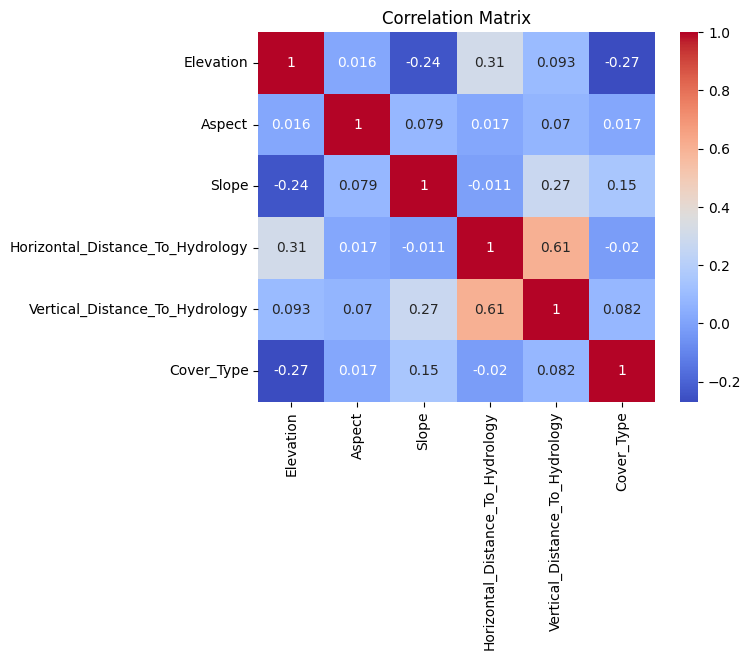 Correlation Matrix
Elevation 1 0.016 -0.24 0.31 0.093 -0.27
Aspect 0.016 1 0.079 0.017 0.07 0.017
Slope -0.24 0.079 1 -0.011 0.27 0.15
Horizontal_Distance_To_Hydrology 0.31 0.017 -0.011 1 0.61 -0.02
Vertical_Distance_To_Hydrology 0.093 0.07 0.27 0.61 1 0.082
Cover_Type -0.27 0.017 0.15 -0.02 0.082 1
Elevation
Aspect
Slope
Horizontal_Distance_To_Hydrology
Vertical_Distance_To_Hydrology
Cover_Type
1.0
0.8
0.6
0.4
0.2
0.0
−0.2